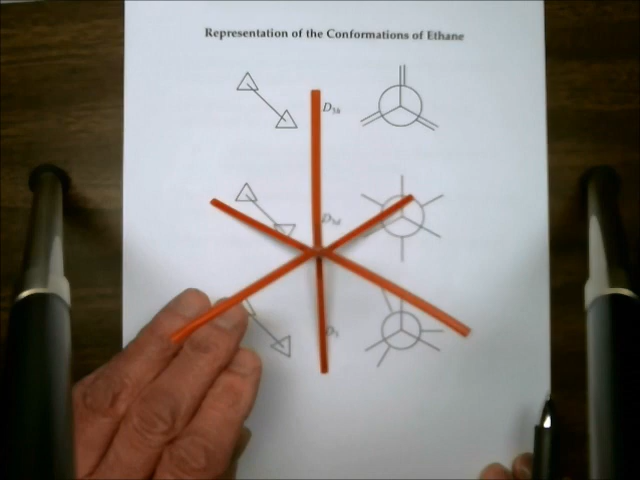 Representation of the Conformations of Ethane
D3h
D3d
D3